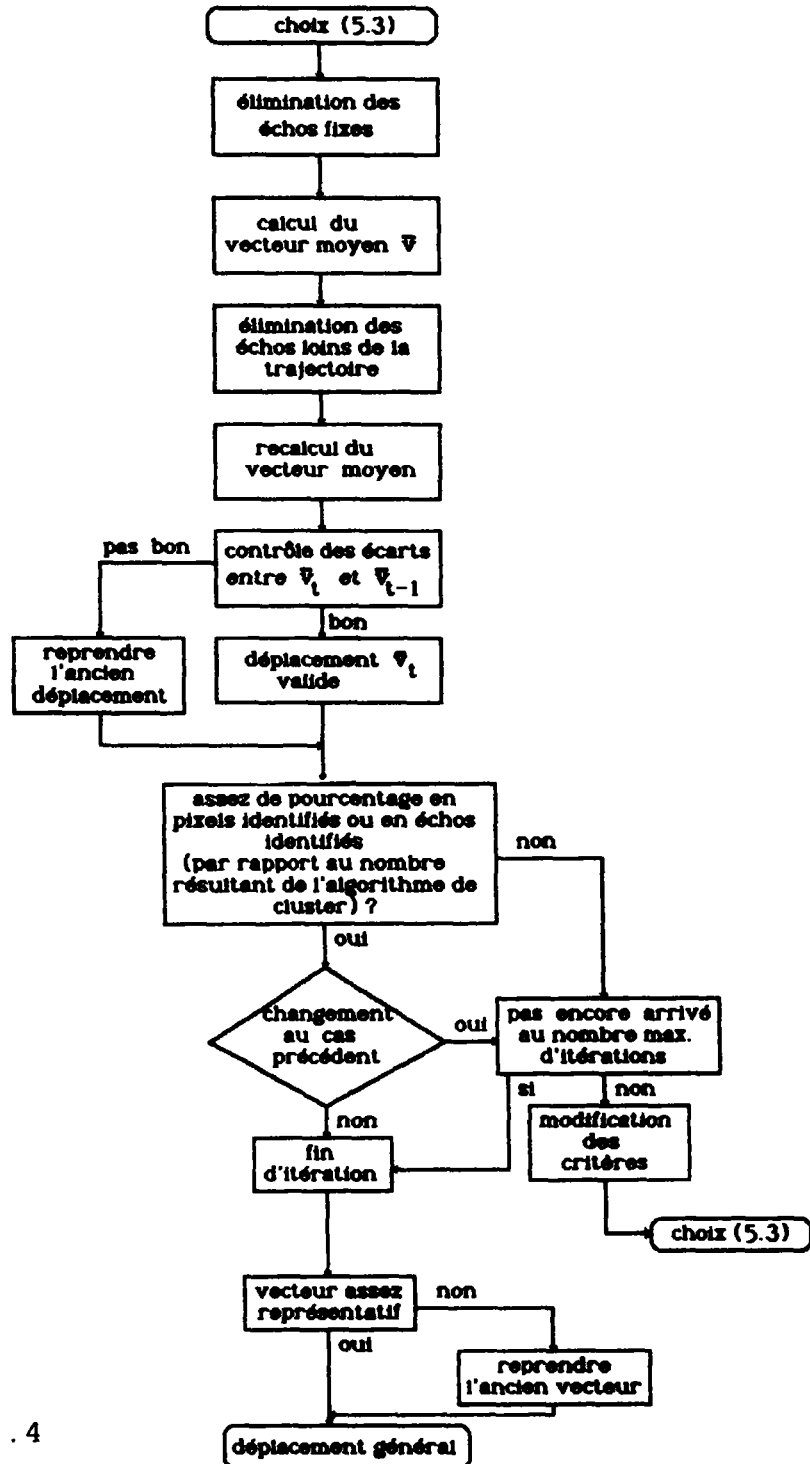 choix (5.3)
élimination des
échos fixes
calcul du
vecteur moyen V̅
élimination des
échos loins de la
trajectoire
recalcul du
vecteur moyen
pas bon
contrôle des écarts
entre V̅t et V̅t-1
bon
reprendre
l'ancien
déplacement
déplacement V̅t
valide
assez de pourcentage en
pixels identifiés ou en échos
identifiés
(par rapport au nombre
résultant de l'algorithme de
cluster) ?
non
oui
changement
au cas
précédent
oui
pas encore arrivé
au nombre max.
d'itérations
si
non
non
modification
des
critères
fin
d'itération
choix (5.3)
vecteur assez
représentatif
non
oui
reprendre
l'ancien vecteur
. 4
déplacement général